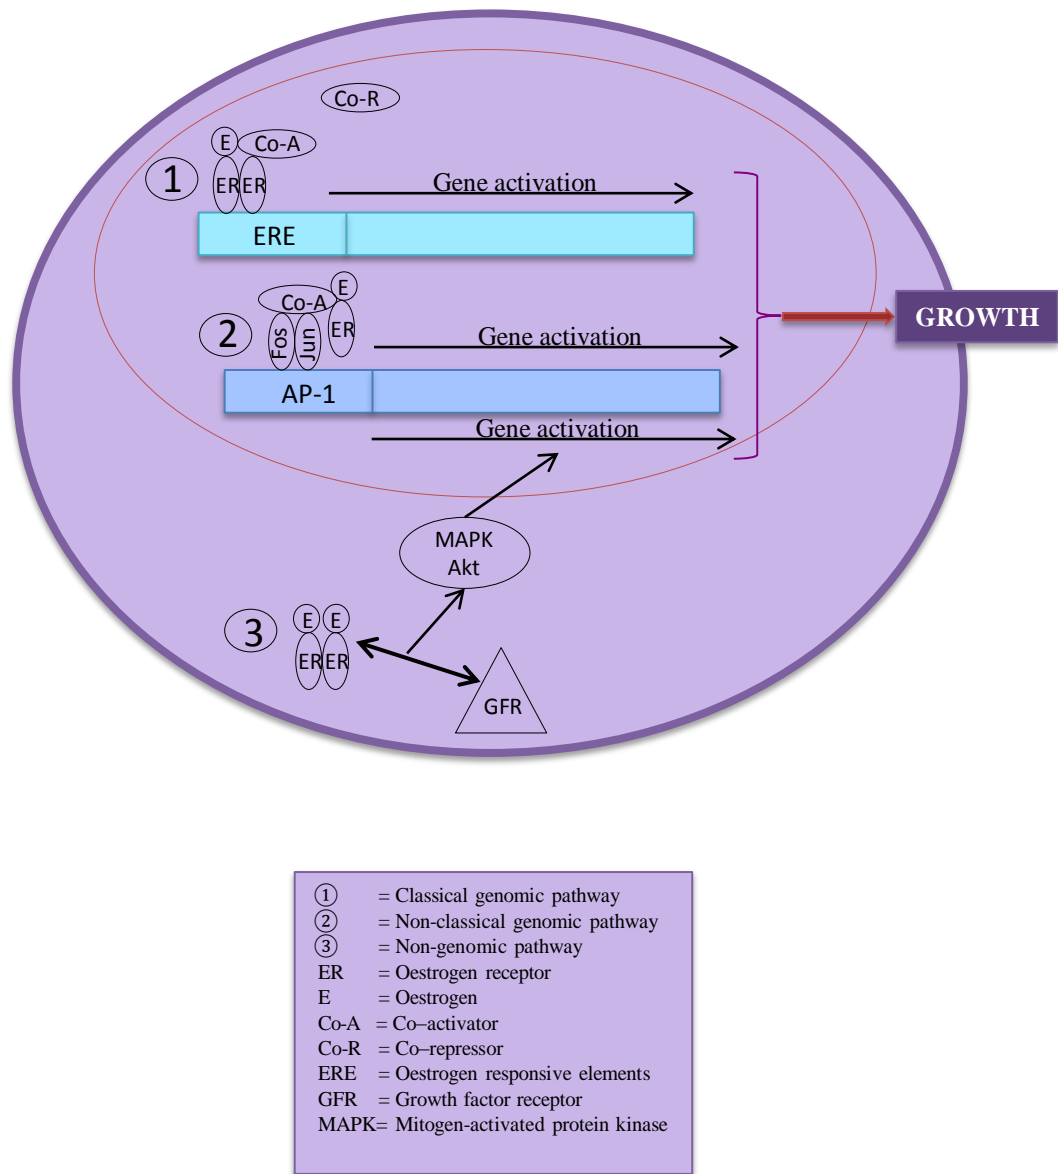 Co-R
E
Co-A
1
ER ER
Gene activation
ERE
E
Co-A
2
Fos
Jun
ER
Gene activation
AP-1
Gene activation
GROWTH
MAPK
Akt
3
E E
ER ER
GFR
① = Classical genomic pathway
② = Non-classical genomic pathway
③ = Non-genomic pathway
ER = Oestrogen receptor
E = Oestrogen
Co-A = Co–activator
Co-R = Co–repressor
ERE = Oestrogen responsive elements
GFR = Growth factor receptor
MAPK= Mitogen-activated protein kinase